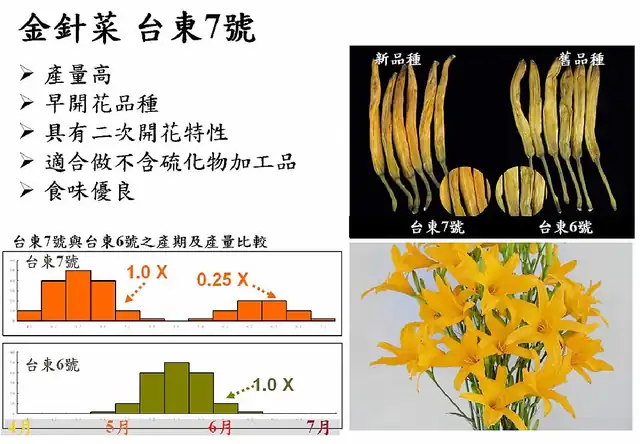 金針菜 台東7號
➢ 產量高
➢ 早開花品種
➢ 具有二次開花特性
➢ 適合做不含硫化物加工品
➢ 食味優良
新品種
舊品種
台東7號
台東6號
台東7號與台東6號之產期及產量比較
台東7號
1.0 X
0.25 X
台東6號
1.0 X
4月
5月
6月
7月